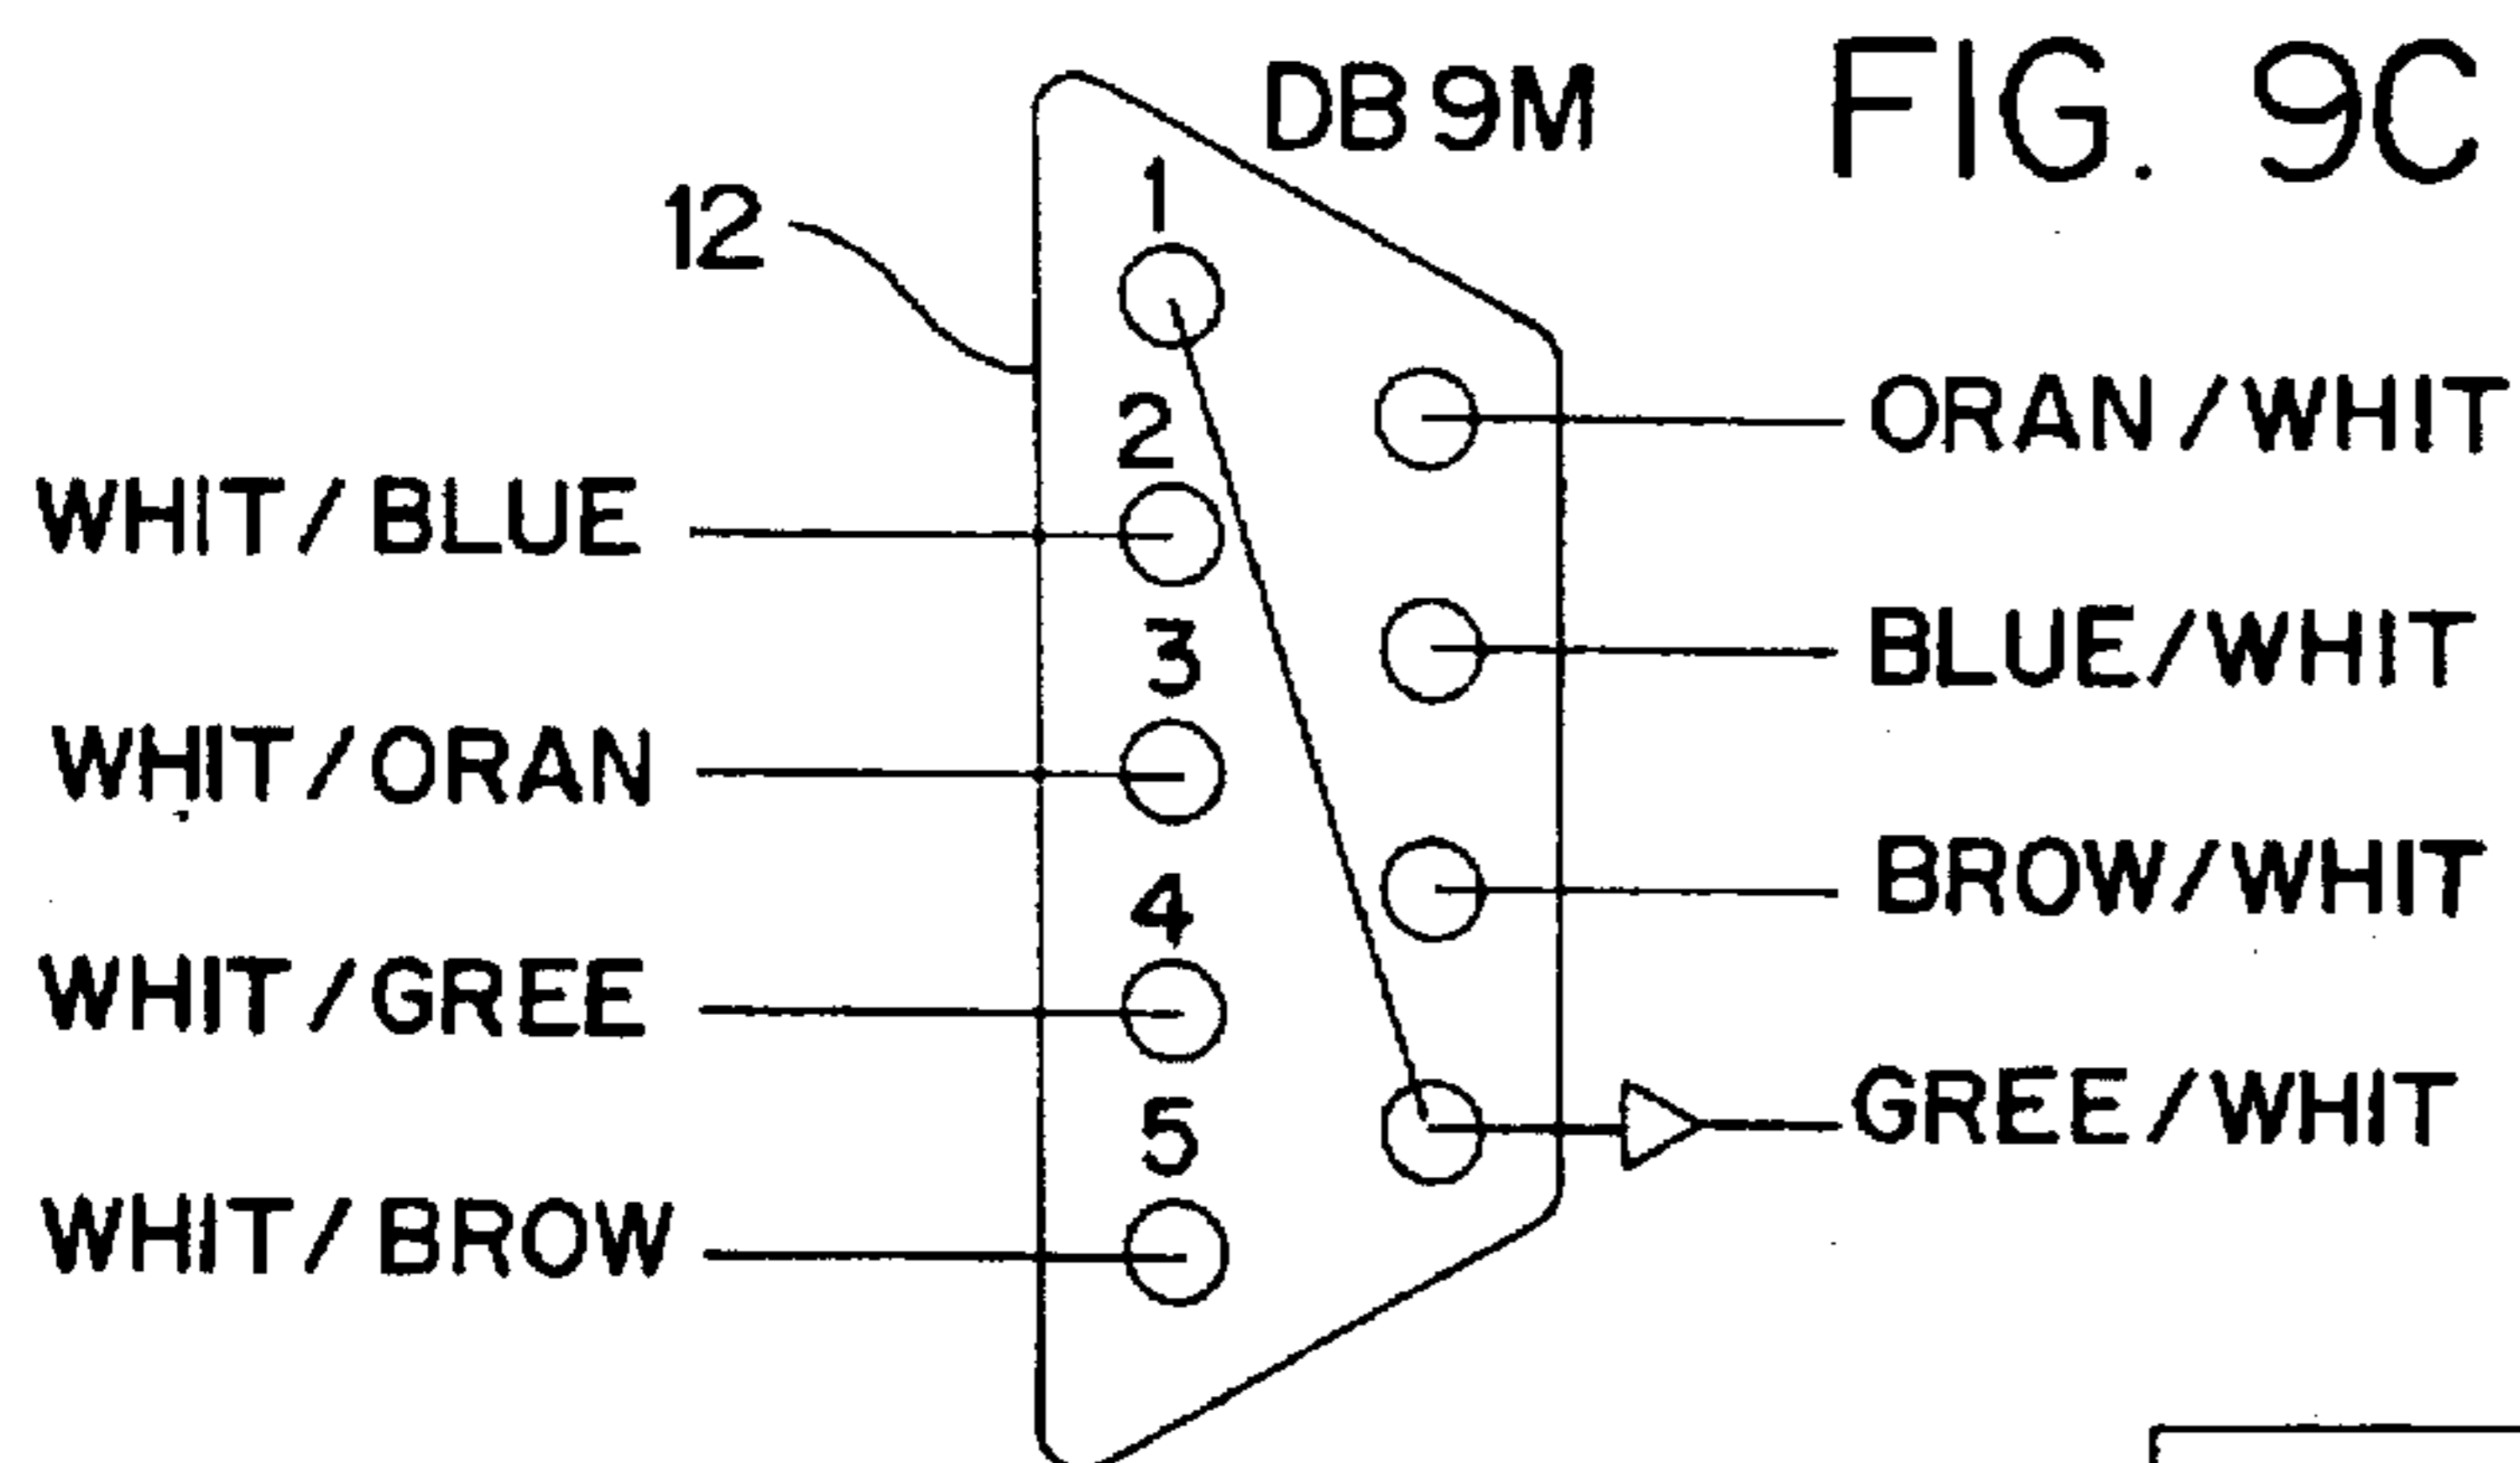 DB9M
FIG. 9C
12
1
2
3
4
5
WHIT/BLUE
WHIT/ORAN
WHIT/GREE
WHIT/BROW
ORAN/WHIT
BLUE/WHIT
BROW/WHIT
GREE/WHIT